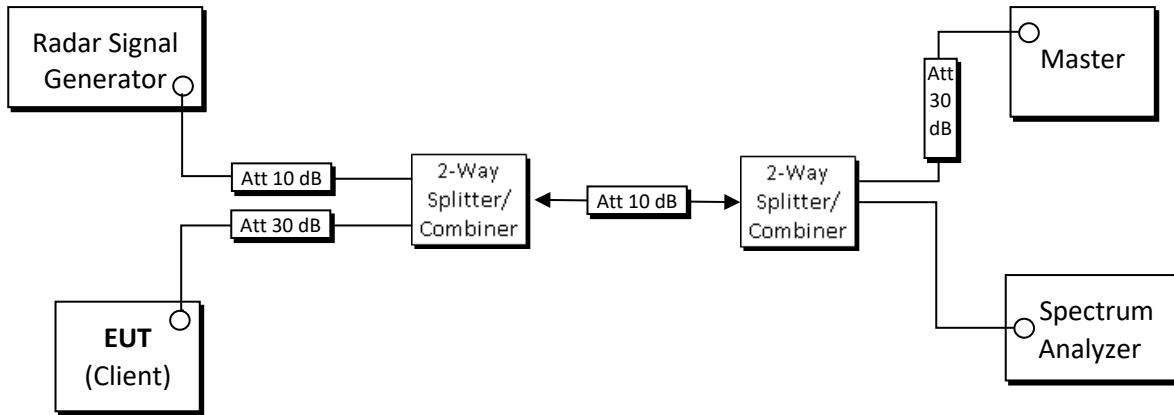 Radar Signal
Generator
Att 10 dB
Att 30 dB
EUT
(Client)
2-Way
Splitter/
Combiner
Att 10 dB
2-Way
Splitter/
Combiner
Att
30
dB
Master
Spectrum
Analyzer